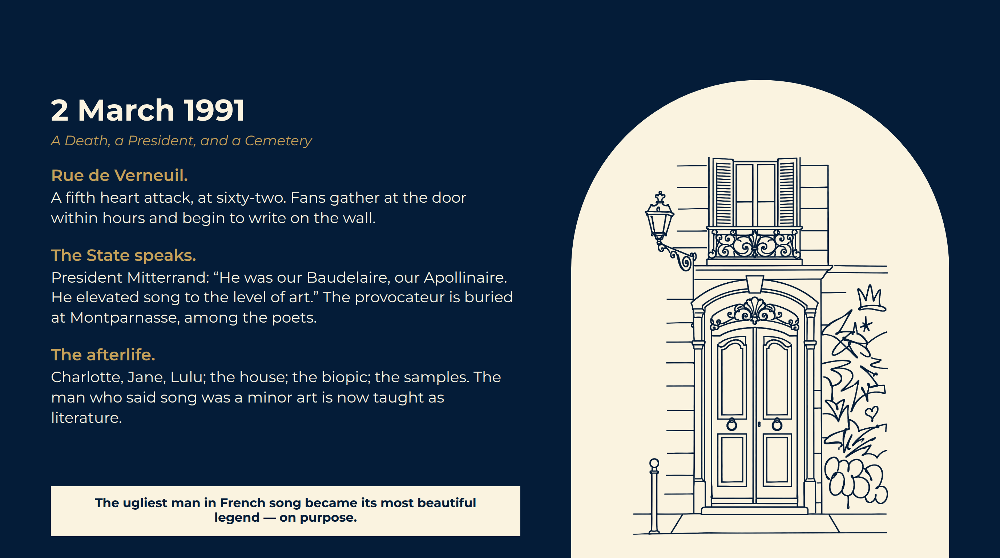 2 March 1991
A Death, a President, and a Cemetery
Rue de Verneuil.
A fifth heart attack, at sixty-two. Fans gather at the door
within hours and begin to write on the wall.
The State speaks.
President Mitterrand: “He was our Baudelaire, our Apollinaire.
He elevated song to the level of art.” The provocateur is buried
at Montparnasse, among the poets.
The afterlife.
Charlotte, Jane, Lulu; the house; the biopic; the samples. The
man who said song was a minor art is now taught as
literature.
The ugliest man in French song became its most beautiful
legend — on purpose.